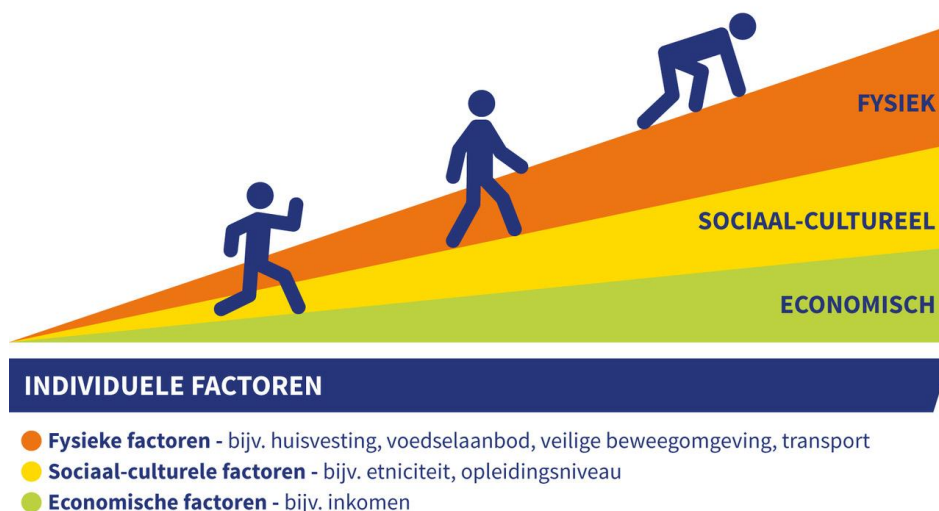 FYSIEK
SOCIAAL-CULTUREEL
ECONOMISCH
INDIVIDUELE FACTOREN
Fysieke factoren - bijv. huisvesting, voedselaanbod, veilige beweegomgeving, transport
Sociaal-culturele factoren - bijv. etniciteit, opleidingsniveau
Economische factoren - bijv. inkomen